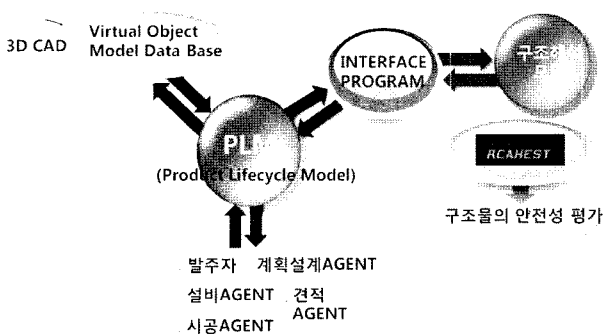 3D CAD
Virtual Object
Model Data Base
INTERFACE
PROGRAM
PLM
(Product Lifecycle Model)
RCAHEST
구조물의 안전성 평가
발주자 계획설계AGENT
설비AGENT 견적
AGENT
시공AGENT